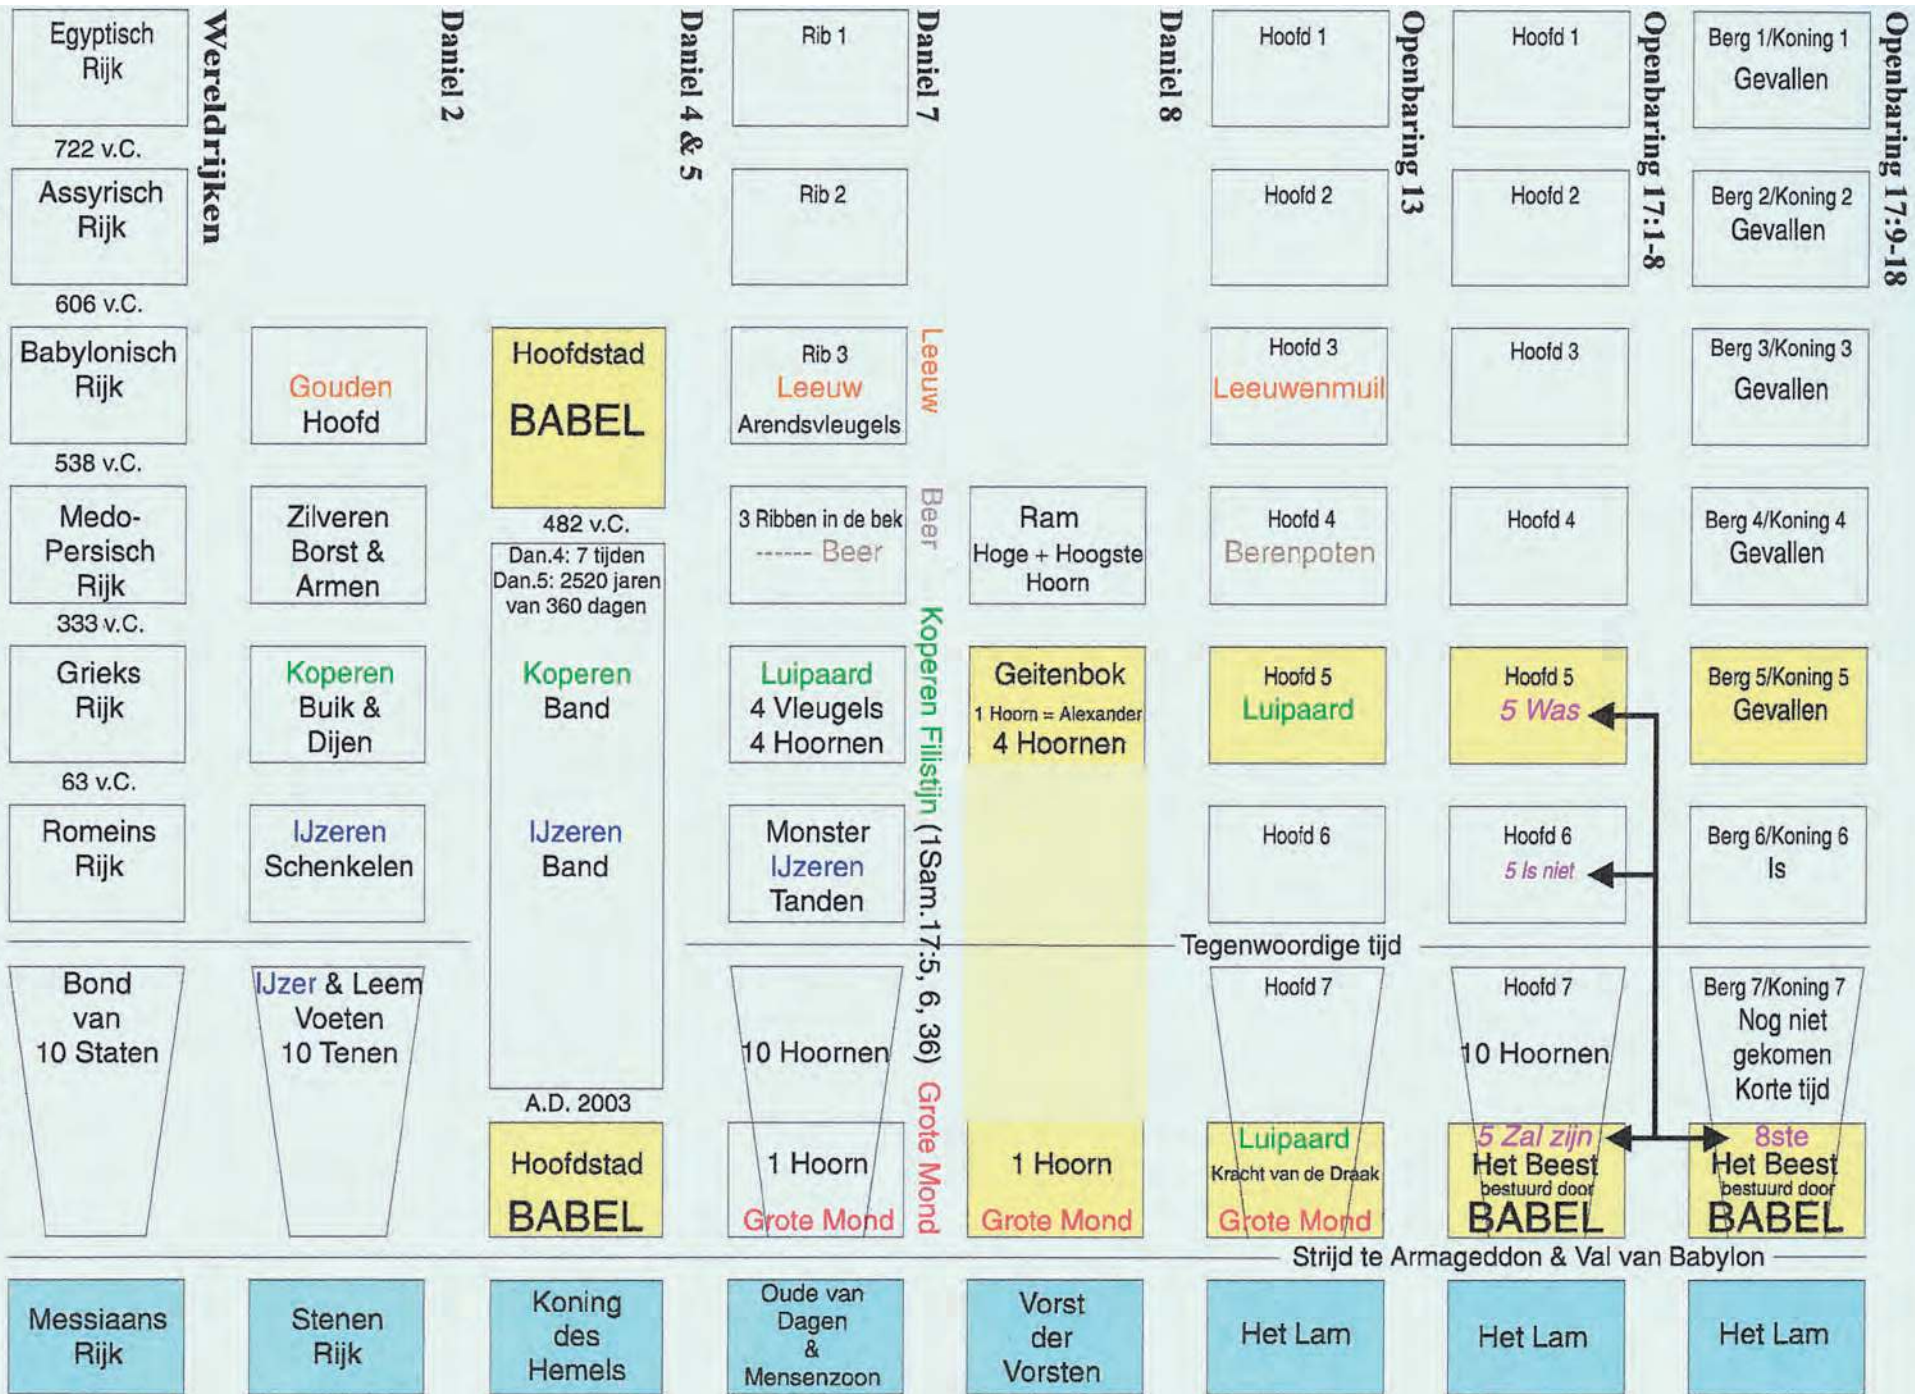 Wereldrijken
Egyptisch
Rijk
722 v.C.
Assyrisch
Rijk
606 v.C.
Babylonisch
Rijk
538 v.C.
Medo-
Persisch
Rijk
333 v.C.
Grieks
Rijk
63 v.C.
Romeins
Rijk
Bond
van
10 Staten
Messiaans
Rijk
Daniel 2
Gouden
Hoofd
Zilveren
Borst &
Armen
Koperen
Buik &
Dijen
IJzeren
Schenkelen
IJzer & Leem
Voeten
10 Tenen
Stenen
Rijk
Daniel 4 & 5
Hoofdstad
BABEL
482 v.C.
Dan.4: 7 tijden
Dan.5: 2520 jaren
van 360 dagen
Koperen
Band
IJzeren
Band
A.D. 2003
Hoofdstad
BABEL
Koning
des
Hemels
Daniel 7
Rib 1
Rib 2
Rib 3
Leeuw
Arendsvleugels
3 Ribben in de bek
------ Beer
Luipaard
4 Vleugels
4 Hoornen
Monster
IJzeren
Tanden
10 Hoornen
1 Hoorn
Grote Mond
Oude van
Dagen
&
Mensenzoon
Leeuw
Beer
Koperen Filistijn (1Sam.17:5, 6, 36)
Grote Mond
Daniel 8
Ram
Hoge + Hoogste
Hoorn
Geitenbok
1 Hoorn = Alexander
4 Hoornen
1 Hoorn
Grote Mond
Vorst
der
Vorsten
Openbaring 13
Hoofd 1
Hoofd 2
Hoofd 3
Leeuwenmuil
Hoofd 4
Berenpoten
Hoofd 5
Luipaard
Hoofd 6
Tegenwoordige tijd
Hoofd 7
Luipaard
Kracht van de Draak
Grote Mond
Het Lam
Openbaring 17:1-8
Hoofd 1
Hoofd 2
Hoofd 3
Hoofd 4
Hoofd 5
5 Was
Hoofd 6
5 Is niet
Hoofd 7
10 Hoornen
5 Zal zijn
Het Beest
bestuurd door
BABEL
Strijd te Armageddon & Val van Babylon
Het Lam
Openbaring 17:9-18
Berg 1/Koning 1
Gevallen
Berg 2/Koning 2
Gevallen
Berg 3/Koning 3
Gevallen
Berg 4/Koning 4
Gevallen
Berg 5/Koning 5
Gevallen
Berg 6/Koning 6
Is
Berg 7/Koning 7
Nog niet
gekomen
Korte tijd
8ste
Het Beest
bestuurd door
BABEL
Het Lam